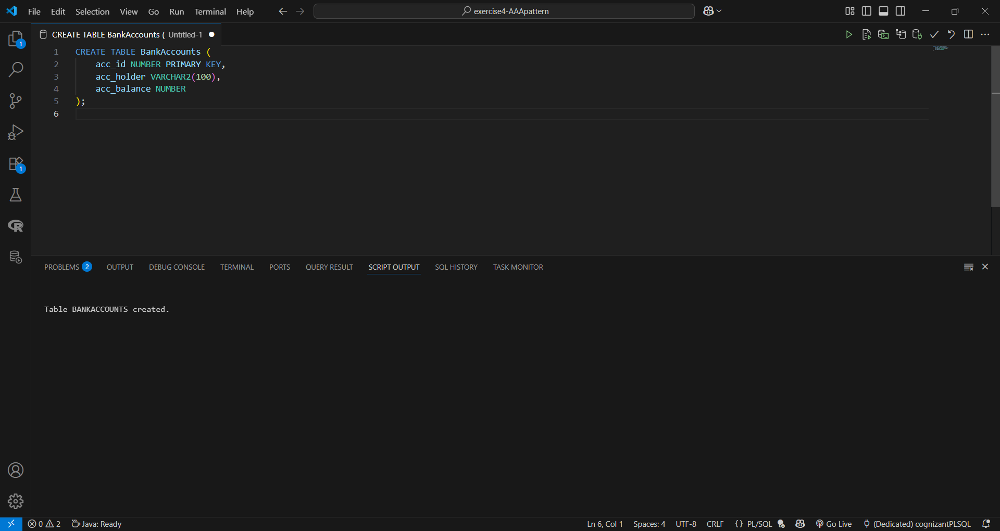 File Edit Selection View Go Run Terminal Help exercise4-AAApattern
CREATE TABLE BankAccounts ( Untitled-1
1 CREATE TABLE BankAccounts (
2 acc_id NUMBER PRIMARY KEY,
3 acc_holder VARCHAR2(100),
4 acc_balance NUMBER
5 );
6
1
1
PROBLEMS 2 OUTPUT DEBUG CONSOLE TERMINAL PORTS QUERY RESULT SCRIPT OUTPUT SQL HISTORY TASK MONITOR
Table BANKACCOUNTS created.
0 2 Java: Ready Ln 6, Col 1 Spaces: 4 UTF-8 CRLF {} PL/SQL Go Live (Dedicated) cognizantPLSQL